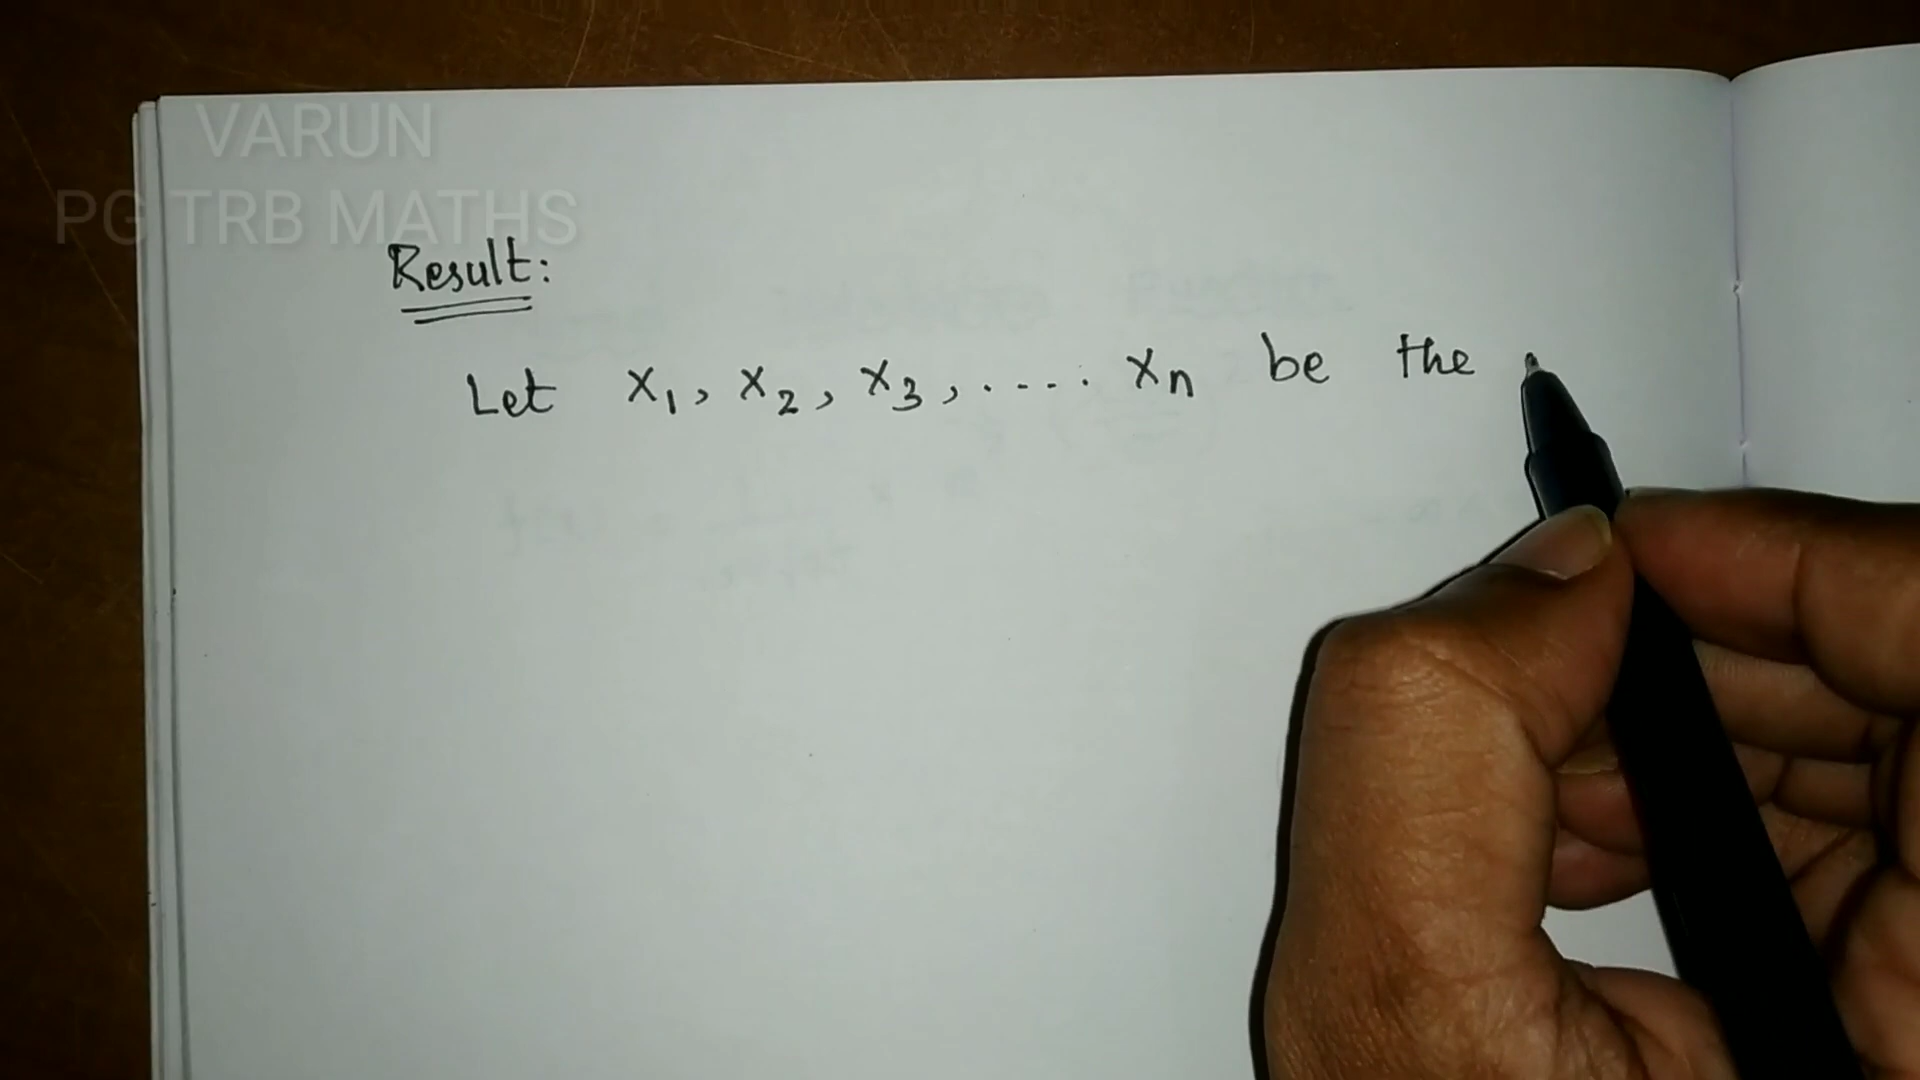 VARUN
PG TRB MATHS
Result:
Let x₁, x₂, x₃, .... xₙ be the